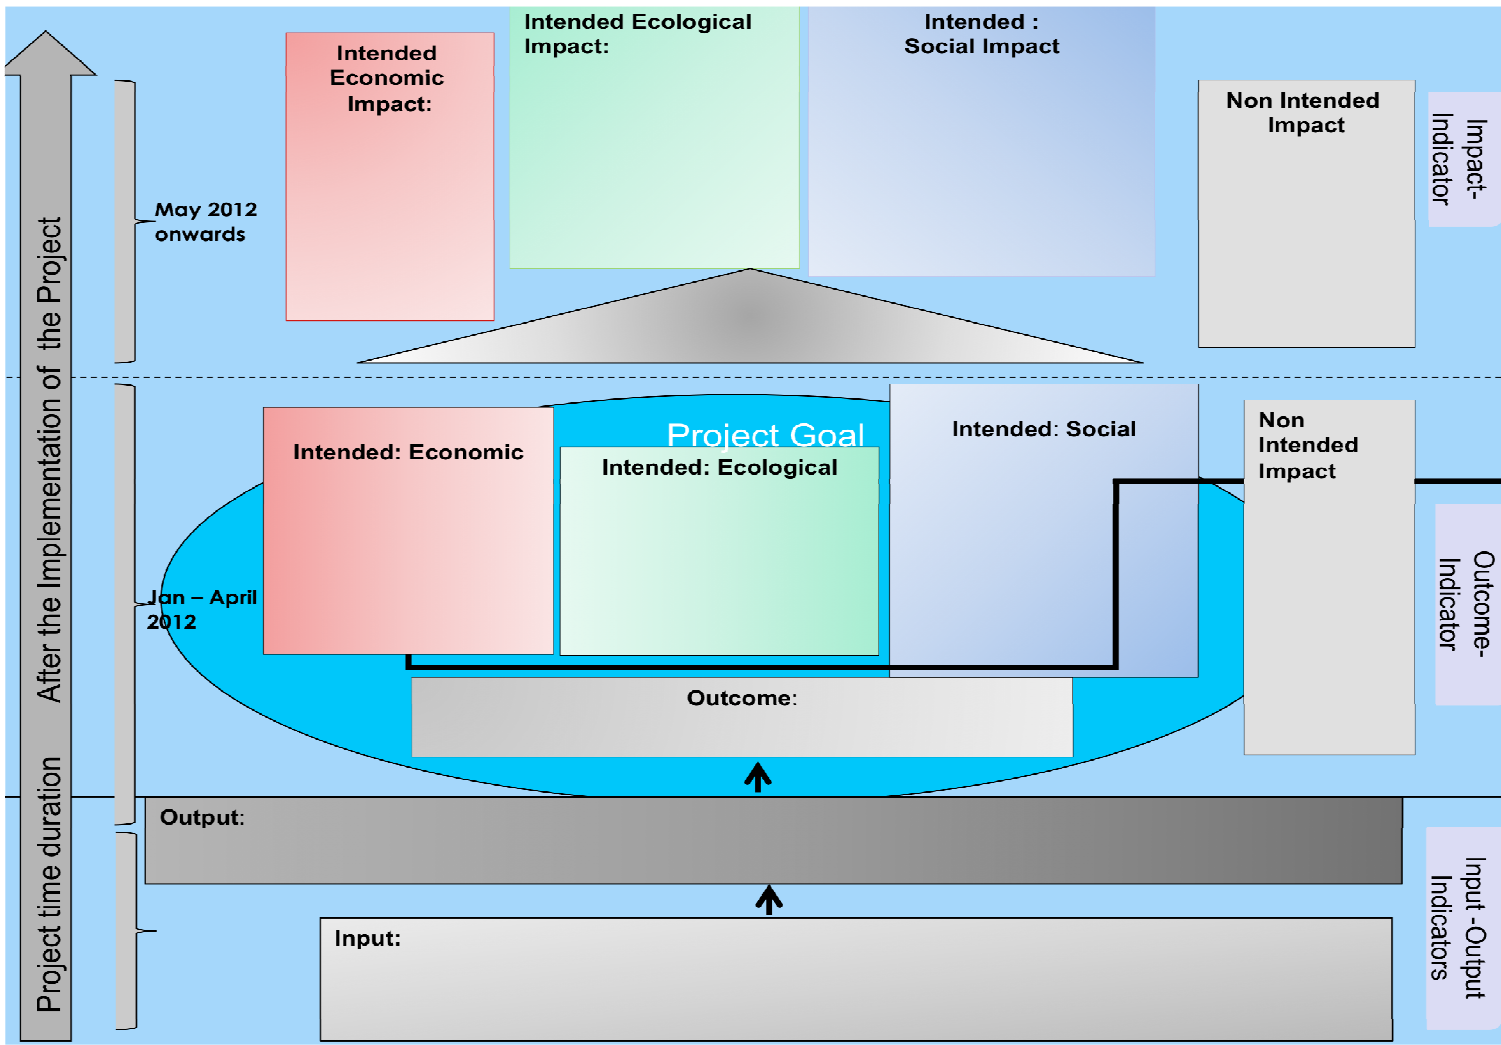 Intended
Economic
Impact:
Intended Ecological
Impact:
Intended :
Social Impact
Non Intended
Impact
Impact-
Indicator
May 2012
onwards
After the Implementation of  the Project
Project Goal
Intended: Economic
Intended: Ecological
Intended: Social
Non
Intended
Impact
Outcome-
Indicator
Jan – April
2012
Outcome:
Project time duration
Output:
Input:
Input -Output
Indicators